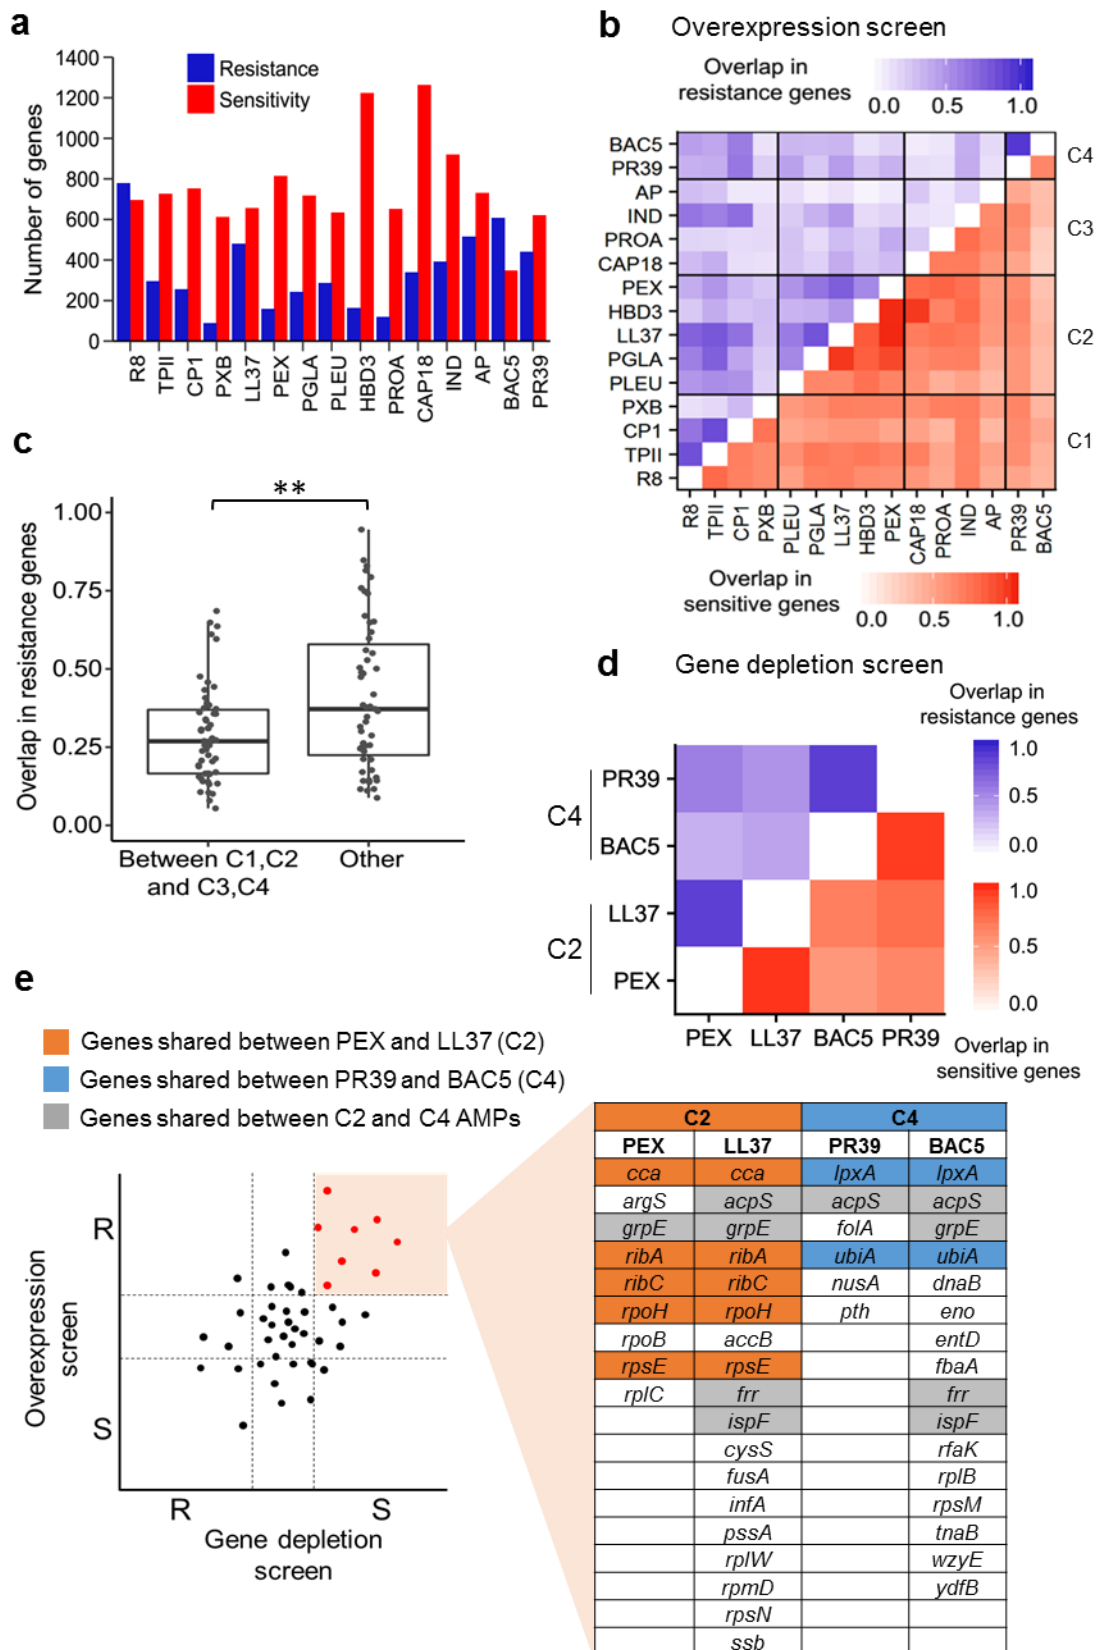 a
1400
1200
1000
800
600
400
200
0
Number of genes
Resistance
Sensitivity
R8
TPII
CP1
PXB
LL37
PEX
PGLA
PLEU
HBD3
PROA
CAP18
IND
AP
BAC5
PR39
b Overexpression screen
Overlap in
resistance genes
0.0 0.5 1.0
BAC5
PR39
AP
IND
PROA
CAP18
PEX
HBD3
LL37
PGLA
PLEU
PXB
CP1
TPII
R8
C4
C3
C2
C1
R8
TPII
CP1
PXB
PLEU
PGLA
LL37
HBD3
PEX
CAP18
PROA
IND
AP
PR39
BAC5
Overlap in
sensitive genes
0.0 0.5 1.0
c
**
1.00
0.75
0.50
0.25
0.00
Overlap in resistance genes
Between C1,C2
and C3,C4
Other
d Gene depletion screen
Overlap in
resistance genes
1.0
0.5
0.0
1.0
0.5
0.0
Overlap in
sensitive genes
C4
C2
PR39
BAC5
LL37
PEX
PEX LL37 BAC5 PR39
e
Genes shared between PEX and LL37 (C2)
Genes shared between PR39 and BAC5 (C4)
Genes shared between C2 and C4 AMPs
Overexpression
screen
R
S
R S
Gene depletion
screen
C2 C4
PEX LL37 PR39 BAC5
cca cca lpxA lpxA
argS acpS acpS acpS
grpE grpE folA grpE
ribA ribA ubiA ubiA
ribC ribC nusA dnaB
rpoH rpoH pth eno
rpoB accB entD
rpsE rpsE fbaA
rplC frr frr
ispF ispF
cysS rfaK
fusA rplB
infA rpsM
pssA tnaB
rplW wzyE
rpmD ydfB
rpsN
ssb